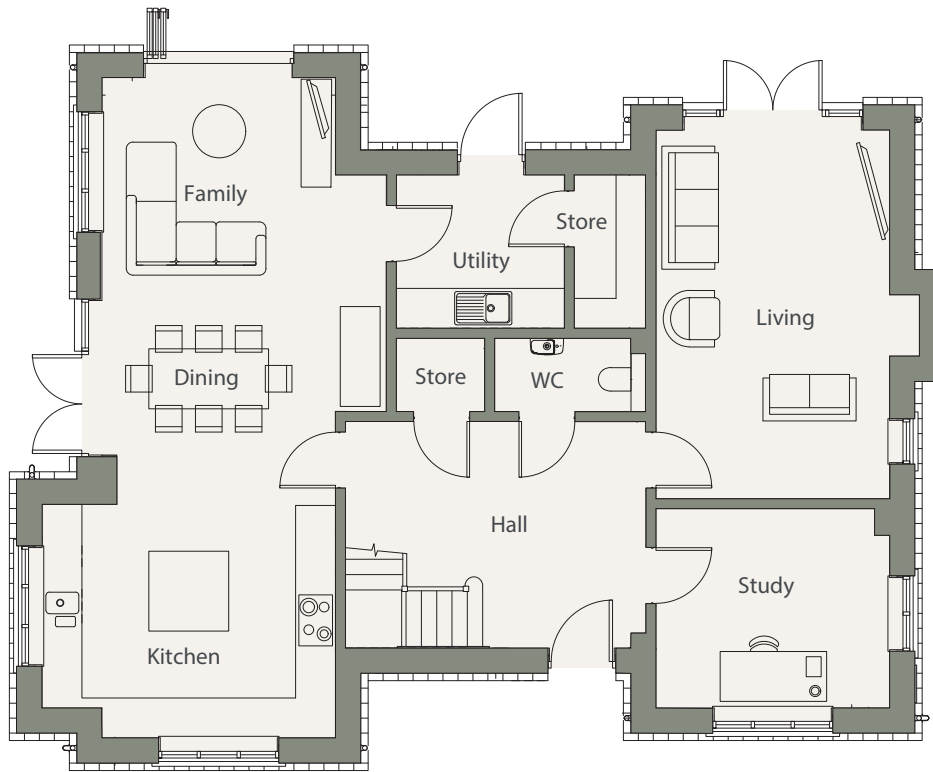 Family
Store
Utility
Living
Dining
Store
WC
Hall
Study
Kitchen